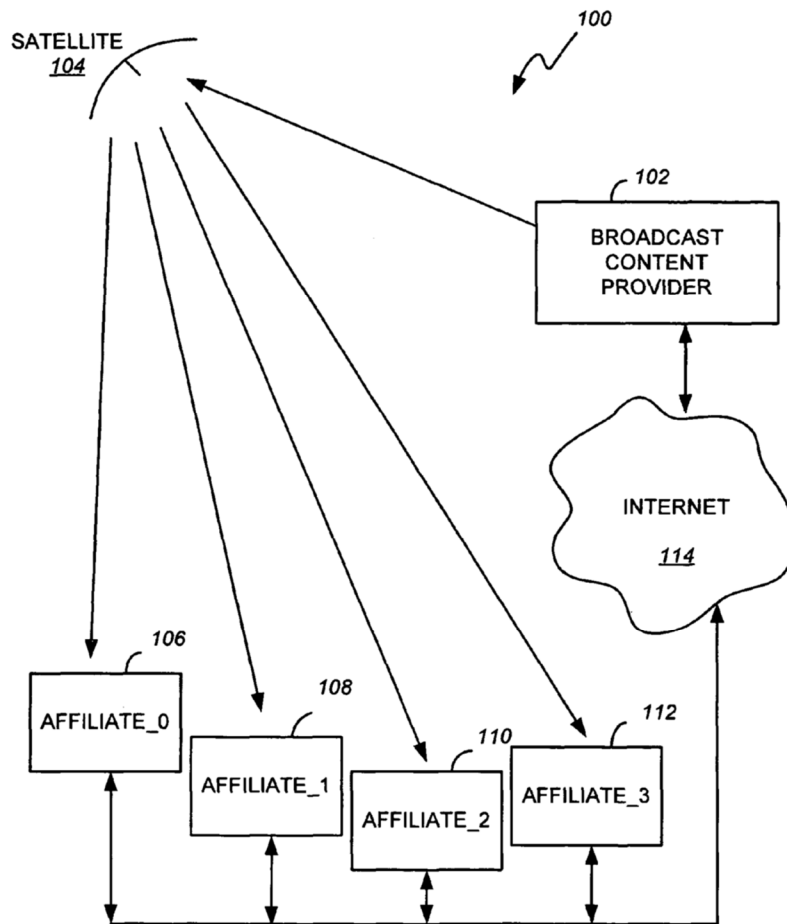 100
SATELLITE
104
102
BROADCAST
CONTENT
PROVIDER
INTERNET
114
106
AFFILIATE_0
108
AFFILIATE_1
110
AFFILIATE_2
112
AFFILIATE_3